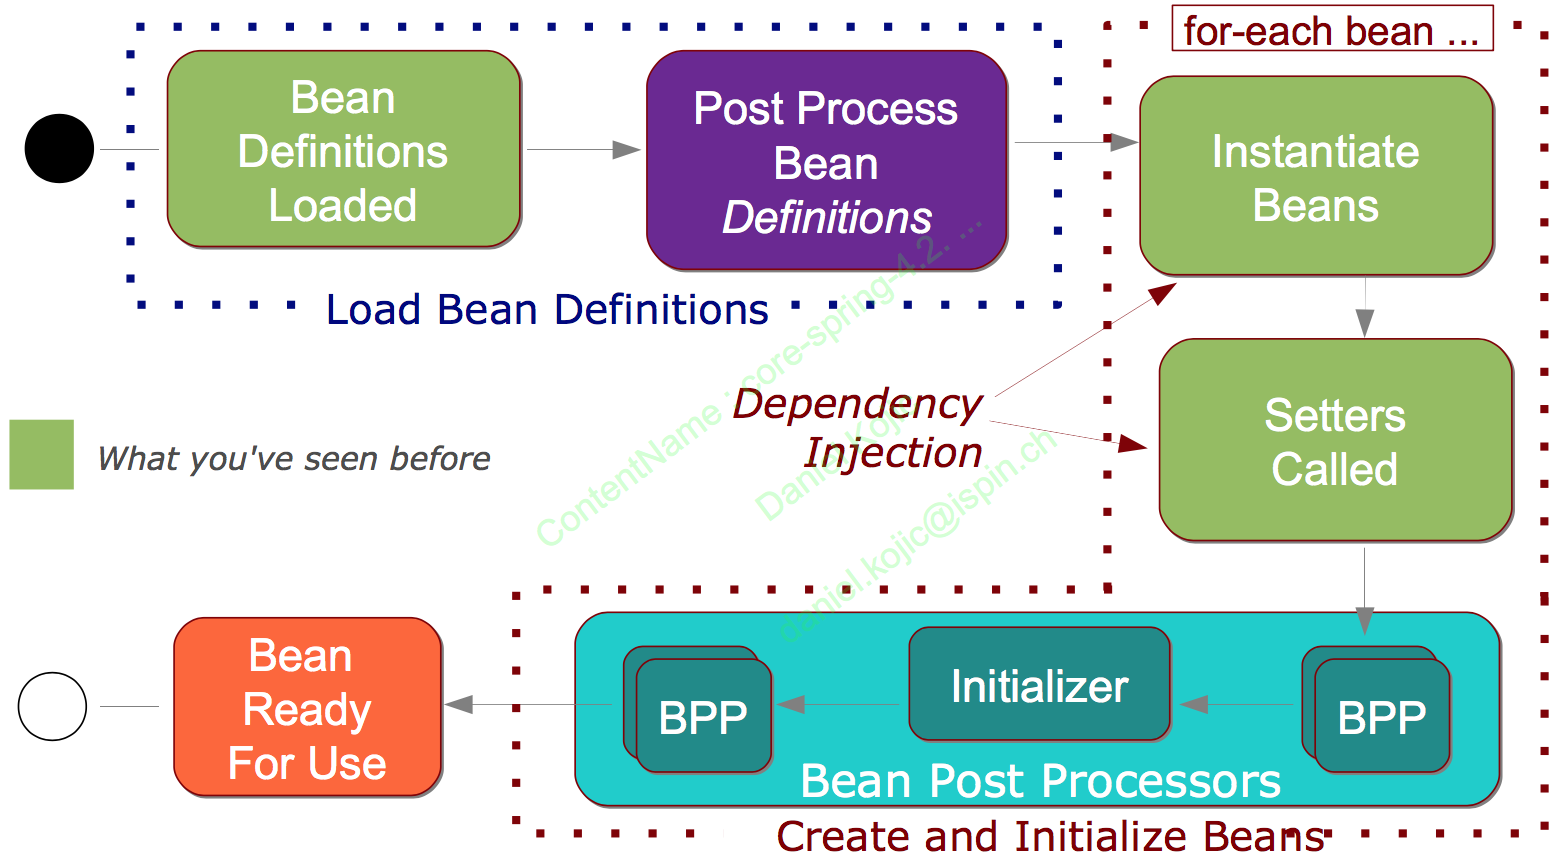 for-each bean ...
Bean
Definitions
Loaded
Post Process
Bean
Definitions
Instantiate
Beans
Load Bean Definitions
Dependency
Injection
Setters
Called
What you've seen before
ContentName : core-spring-4.2. ...
Daniel Kojic
daniel.kojic@ispin.ch
BPP
Initializer
BPP
Bean Post Processors
Create and Initialize Beans
Bean
Ready
For Use